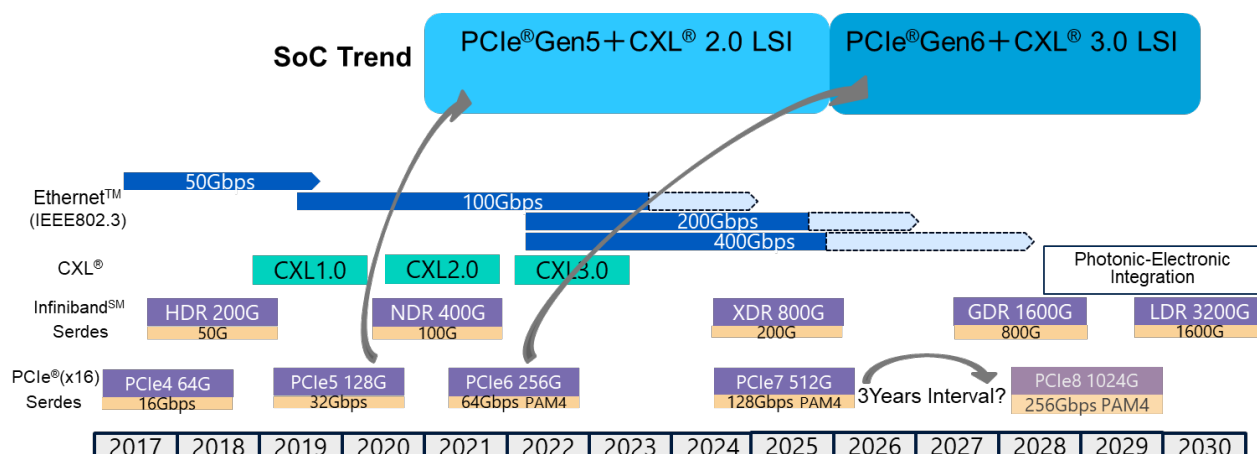 SoC Trend
PCIe®Gen5+CXL® 2.0 LSI
PCIe®Gen6+CXL® 3.0 LSI
Ethernet™
(IEEE802.3)
50Gbps
100Gbps
200Gbps
400Gbps
CXL®
CXL1.0
CXL2.0
CXL3.0
Photonic-Electronic
Integration
Infiniband℠
Serdes
HDR 200G
50G
NDR 400G
100G
XDR 800G
200G
GDR 1600G
800G
LDR 3200G
1600G
PCIe®(x16)
Serdes
PCIe4 64G
16Gbps
PCIe5 128G
32Gbps
PCIe6 256G
64Gbps PAM4
PCIe7 512G
128Gbps PAM4
3Years Interval?
PCIe8 1024G
256Gbps PAM4
2017 2018 2019 2020 2021 2022 2023 2024 2025 2026 2027 2028 2029 2030